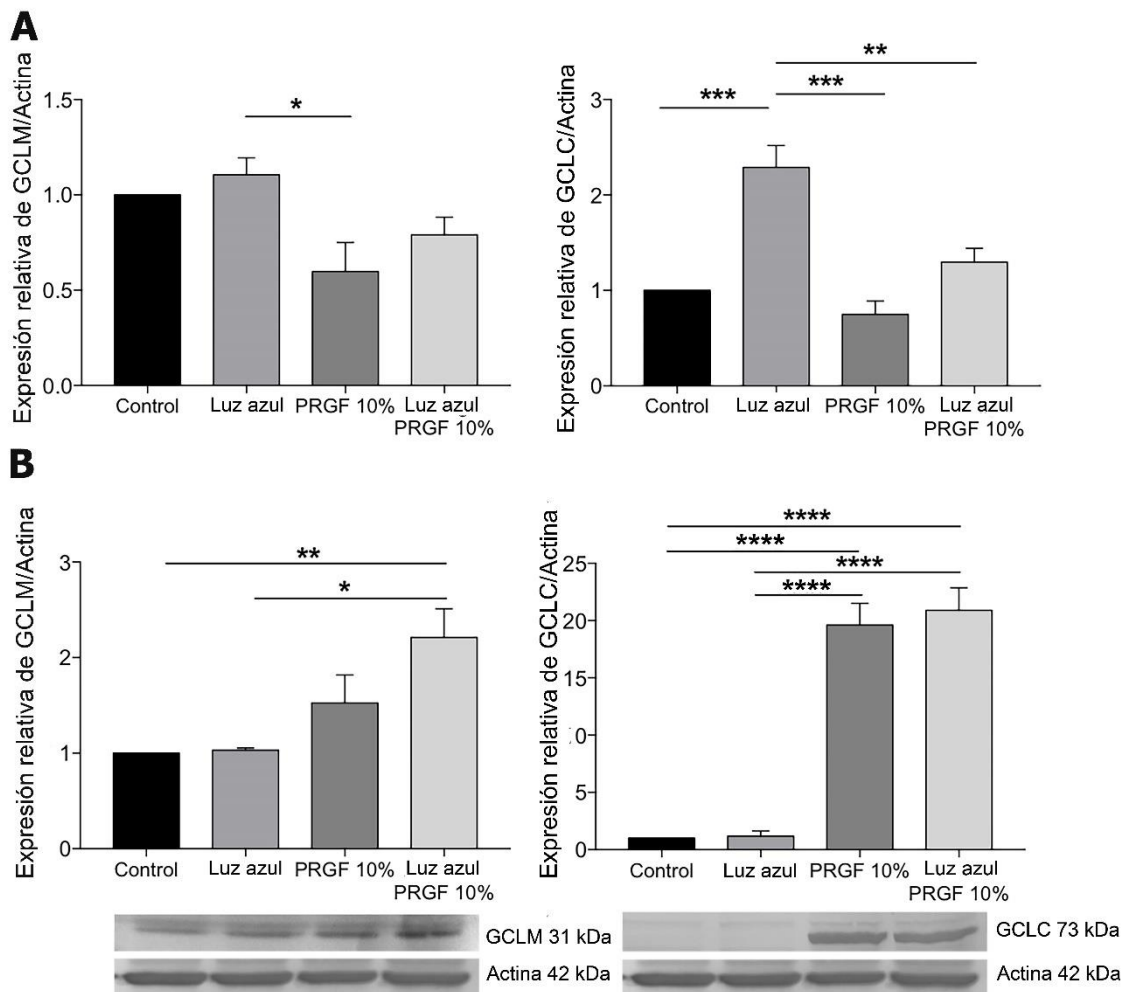 A
Expresión relativa de GCLM/Actina
1.5
1.0
0.5
0.0
*
Control
Luz azul
PRGF 10%
Luz azul
PRGF 10%
Expresión relativa de GCLC/Actina
3
2
1
0
**
***
***
Control
Luz azul
PRGF 10%
Luz azul
PRGF 10%
B
Expresión relativa de GCLM/Actina
3
2
1
0
**
*
Control
Luz azul
PRGF 10%
Luz azul
PRGF 10%
GCLM 31 kDa
Actina 42 kDa
Expresión relativa de GCLC/Actina
25
20
15
10
5
0
****
****
****
****
Control
Luz azul
PRGF 10%
Luz azul
PRGF 10%
GCLC 73 kDa
Actina 42 kDa